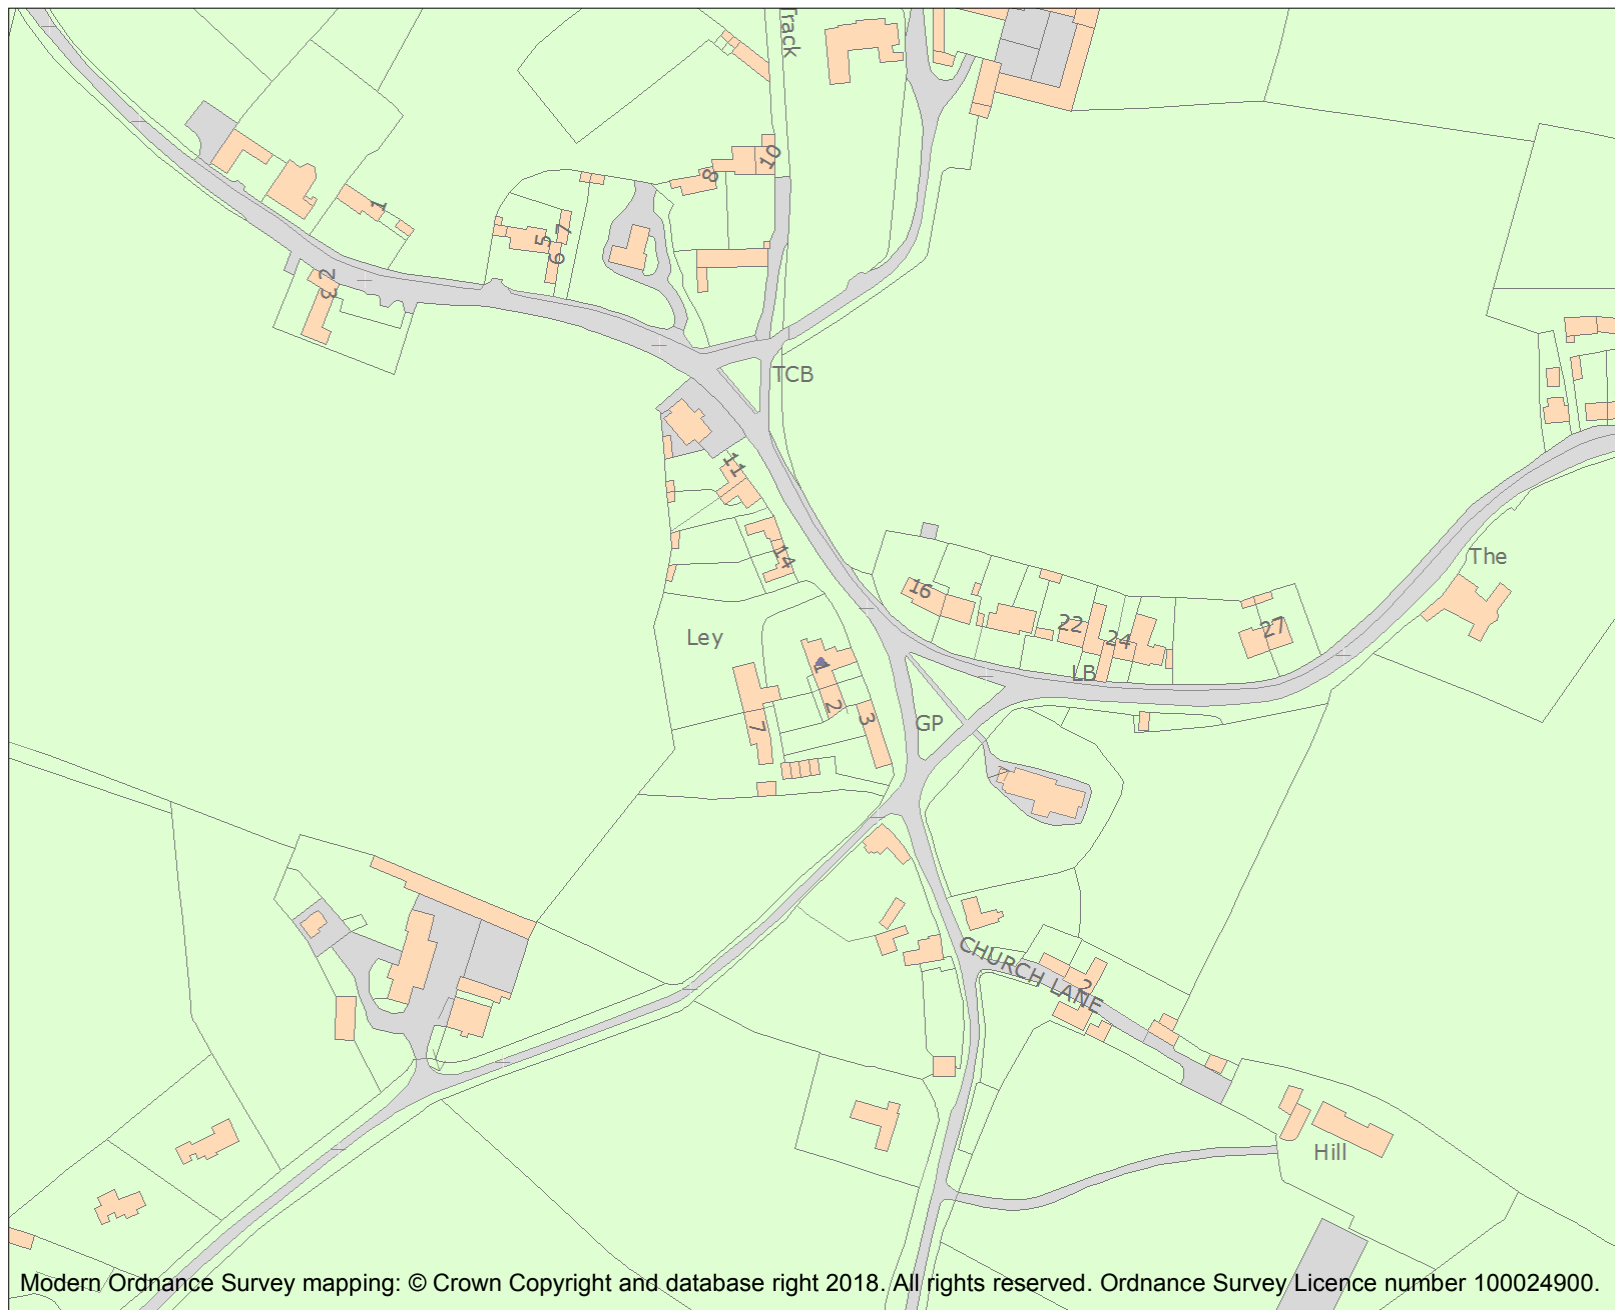 Track
10
8
1
7
5
6
2
3
TCB
11
14
The
16
22
24
27
Ley
LB
1
2
3
7
GP
CHURCH LANE
2
Hill
Modern Ordnance Survey mapping: © Crown Copyright and database right 2018. All rights reserved. Ordnance Survey Licence number 100024900.